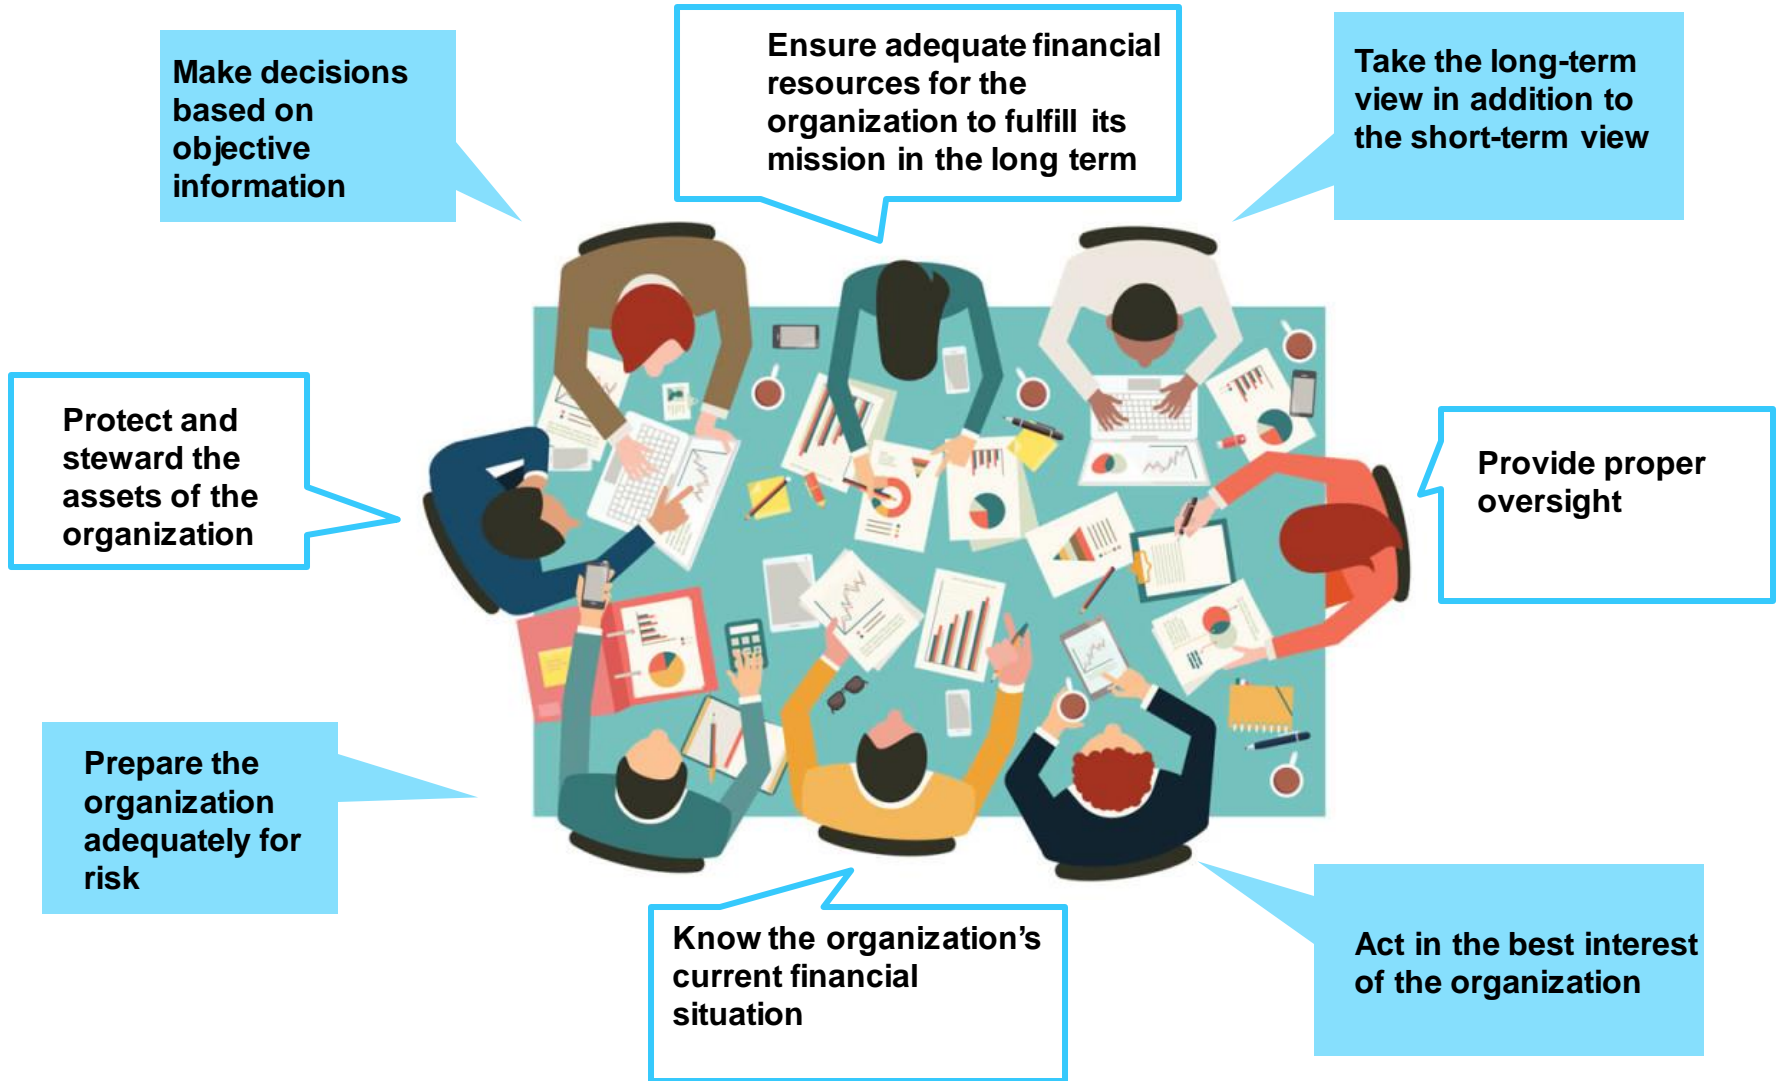 Make decisions
based on
objective
information
Ensure adequate financial
resources for the
organization to fulfill its
mission in the long term
Take the long-term
view in addition to
the short-term view
Protect and
steward the
assets of the
organization
Provide proper
oversight
Prepare the
organization
adequately for
risk
Know the organization’s
current financial
situation
Act in the best interest
of the organization